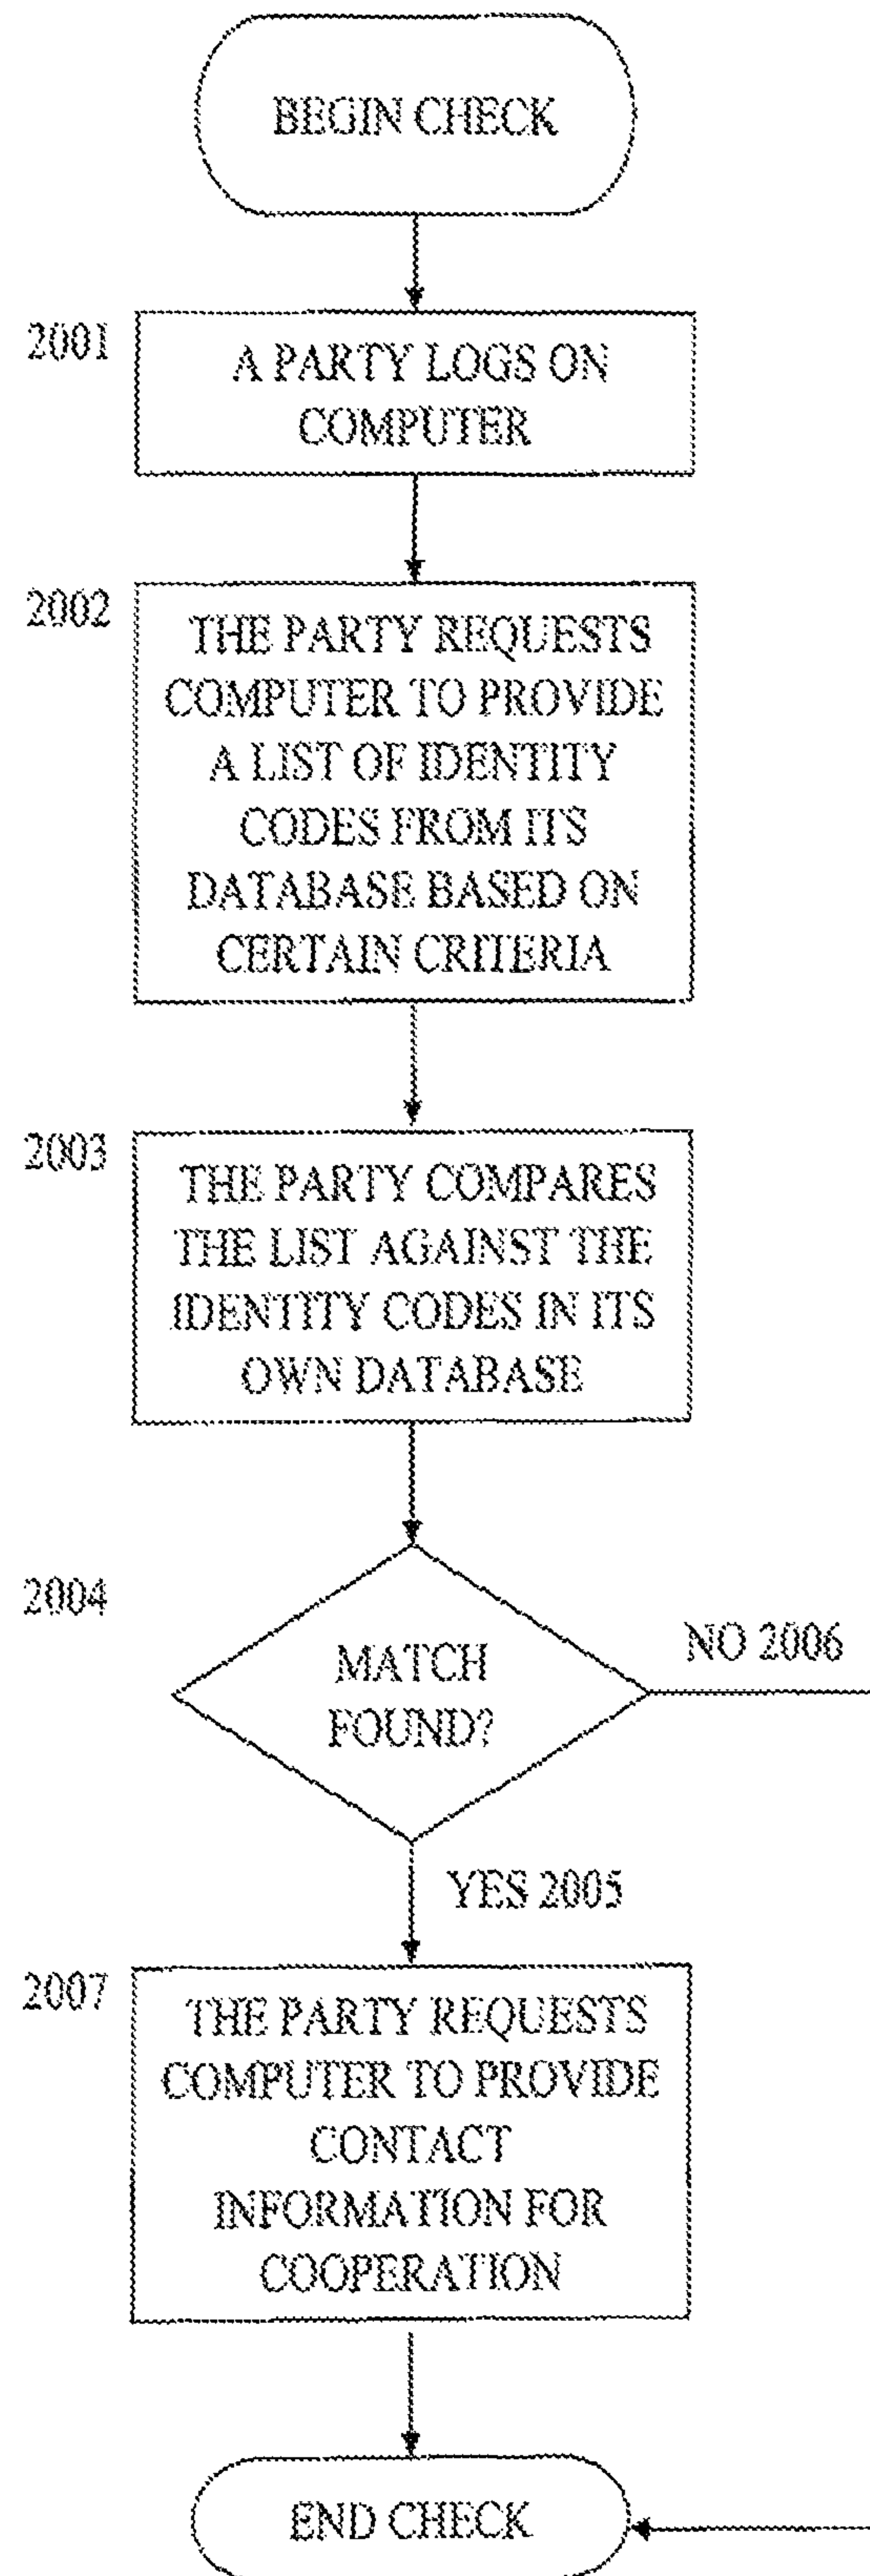 BEGIN CHECK
2001
A PARTY LOGS ON
COMPUTER
2002
THE PARTY REQUESTS
COMPUTER TO PROVIDE
A LIST OF IDENTITY
CODES FROM ITS
DATABASE BASED ON
CERTAIN CRITERIA
2003
THE PARTY COMPARES
THE LIST AGAINST THE
IDENTITY CODES IN ITS
OWN DATABASE
2004
MATCH
FOUND?
NO 2006
YES 2005
2007
THE PARTY REQUESTS
COMPUTER TO PROVIDE
CONTACT
INFORMATION FOR
COOPERATION
END CHECK